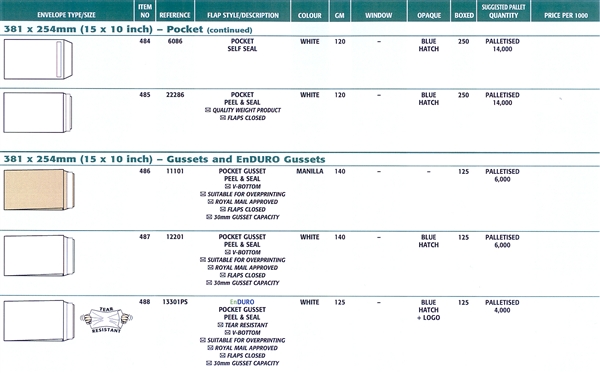 ENVELOPE TYPE/SIZE ITEM NO REFERENCE FLAP STYLE/DESCRIPTION COLOUR GM WINDOW OPAQUE BOXED SUGGESTED PALLET QUANTITY PRICE PER 1000
381 x 254mm (15 x 10 inch) – Pocket (continued)
484 6086 POCKET WHITE 120 – BLUE 250 PALLETISED
SELF SEAL HATCH 14,000
485 22286 POCKET WHITE 120 – BLUE 250 PALLETISED
PEEL & SEAL HATCH 14,000
☒ QUALITY WEIGHT PRODUCT
☒ FLAPS CLOSED
381 x 254mm (15 x 10 inch) – Gussets and EnDURO Gussets
486 11101 POCKET GUSSET MANILLA 140 – – 125 PALLETISED
PEEL & SEAL 6,000
☒ V-BOTTOM
☒ SUITABLE FOR OVERPRINTING
☒ ROYAL MAIL APPROVED
☒ FLAPS CLOSED
☒ 30mm GUSSET CAPACITY
487 12201 POCKET GUSSET WHITE 140 – BLUE 125 PALLETISED
PEEL & SEAL HATCH 6,000
☒ V-BOTTOM
☒ SUITABLE FOR OVERPRINTING
☒ ROYAL MAIL APPROVED
☒ FLAPS CLOSED
☒ 30mm GUSSET CAPACITY
488 13301PS EnDURO WHITE 125 – BLUE 125 PALLETISED
TEAR POCKET GUSSET HATCH 4,000
PEEL & SEAL + LOGO
RESISTANT ☒ TEAR RESISTANT
☒ V-BOTTOM
☒ SUITABLE FOR OVERPRINTING
☒ ROYAL MAIL APPROVED
☒ FLAPS CLOSED
☒ 30mm GUSSET CAPACITY